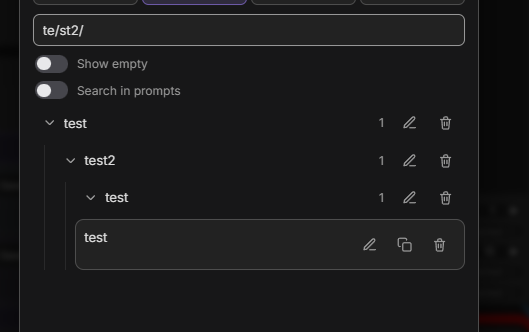 te/st2/
Show empty
Search in prompts
test 1
test2 1
test 1
test